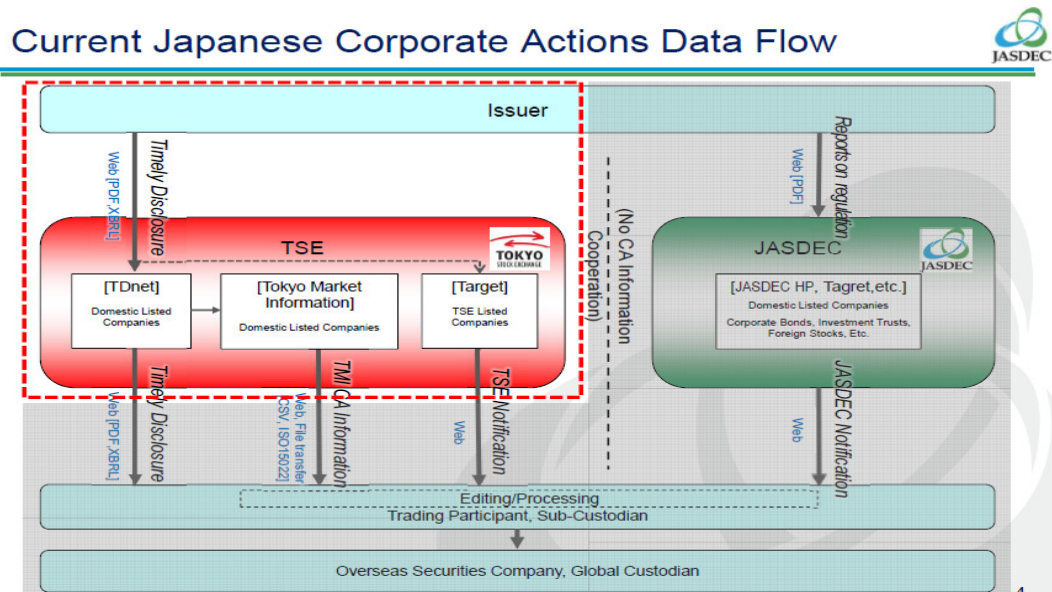 Current Japanese Corporate Actions Data Flow
JASDEC
Issuer
Timely Disclosure
Web [PDF,XBRL]
Reports on regulation
Web [PDF]
(No CA Information
Cooperation)
TSE
TOKYO
STOCK EXCHANGE
[TDnet]
Domestic Listed
Companies
[Tokyo Market
Information]
Domestic Listed Companies
[Target]
TSE Listed
Companies
JASDEC
JASDEC
[JASDEC HP, Tagret,etc.]
Domestic Listed Companies
Corporate Bonds, Investment Trusts,
Foreign Stocks, Etc.
Timely Disclosure
Web [PDF,XBRL]
TMI CA Information
Web, File transfer
[CSV, ISO15022]
TSE Notification
Web
JASDEC Notification
Web
Editing/Processing
Trading Participant, Sub-Custodian
Overseas Securities Company, Global Custodian